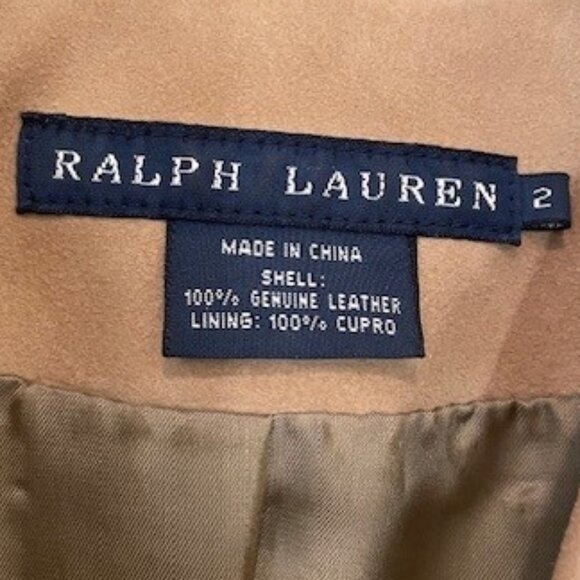 RALPH LAUREN
2
MADE IN CHINA
SHELL:
100% GENUINE LEATHER
LINING: 100% CUPRO